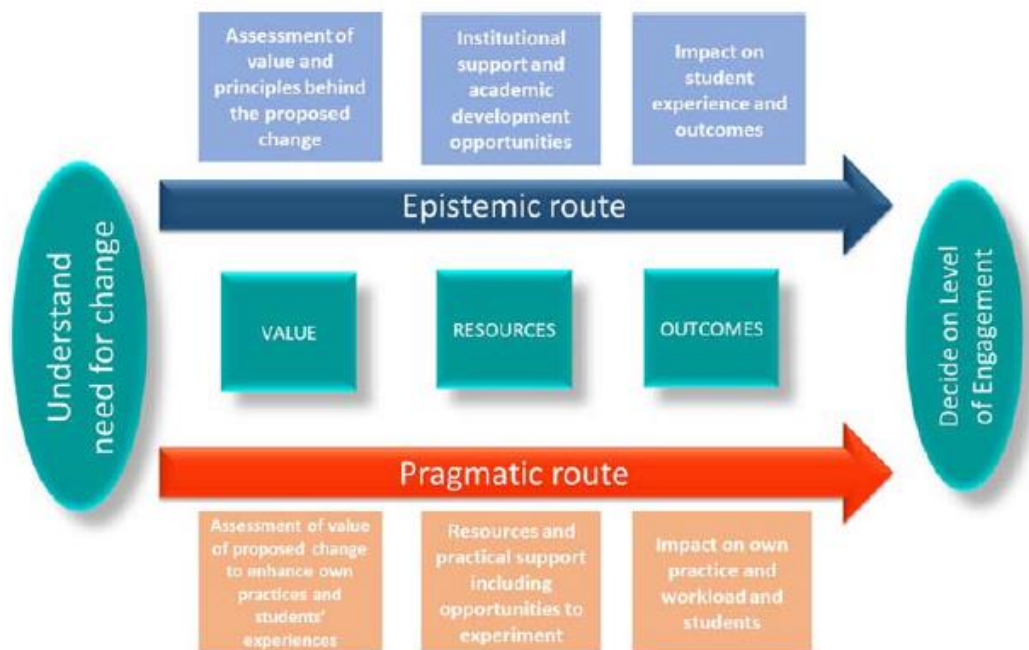 Assessment of
value and
principles behind
the proposed
change
Institutional
support and
academic
development
opportunities
Impact on
student
experience and
outcomes
Epistemic route
Understand
need for change
VALUE
RESOURCES
OUTCOMES
Decide on Level
of Engagement
Pragmatic route
Assessment of value
of proposed change
to enhance own
practices and
students'
experiences
Resources and
practical support
including
opportunities to
experiment
Impact on own
practice and
workload and
students